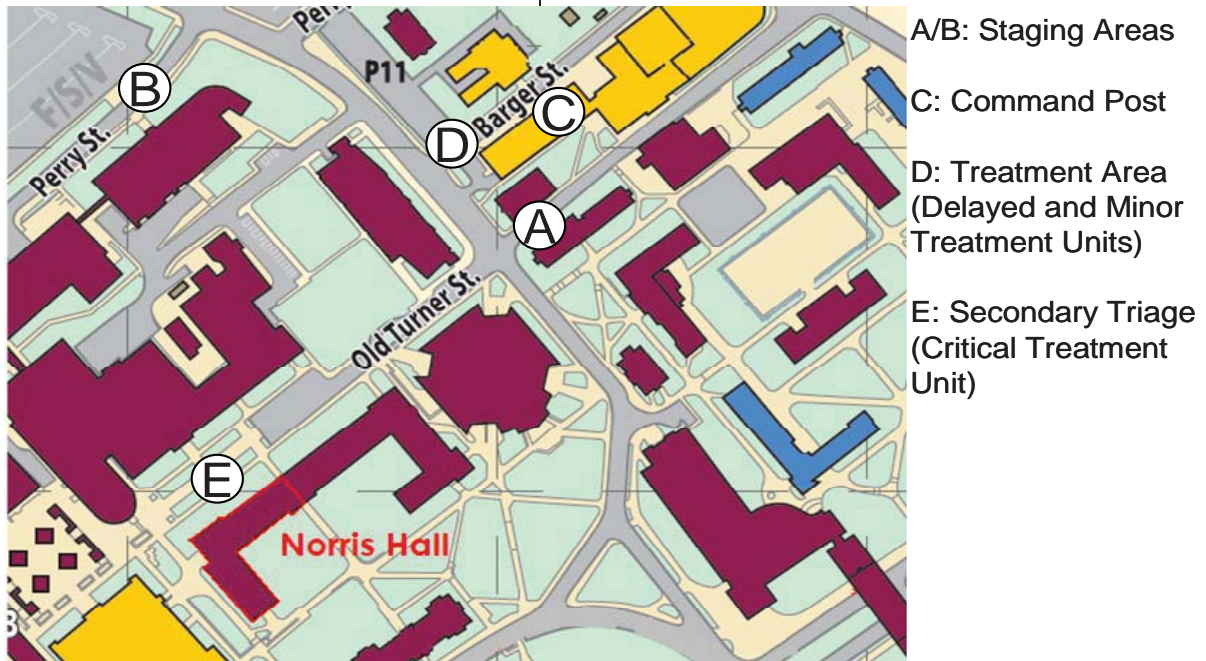 Perry
P11
F/S/V
B
Barger St.
C
D
Perry St.
A
Old Turner St.
E
Norris Hall
A/B: Staging Areas
C: Command Post
D: Treatment Area
(Delayed and Minor
Treatment Units)
E: Secondary Triage
(Critical Treatment
Unit)